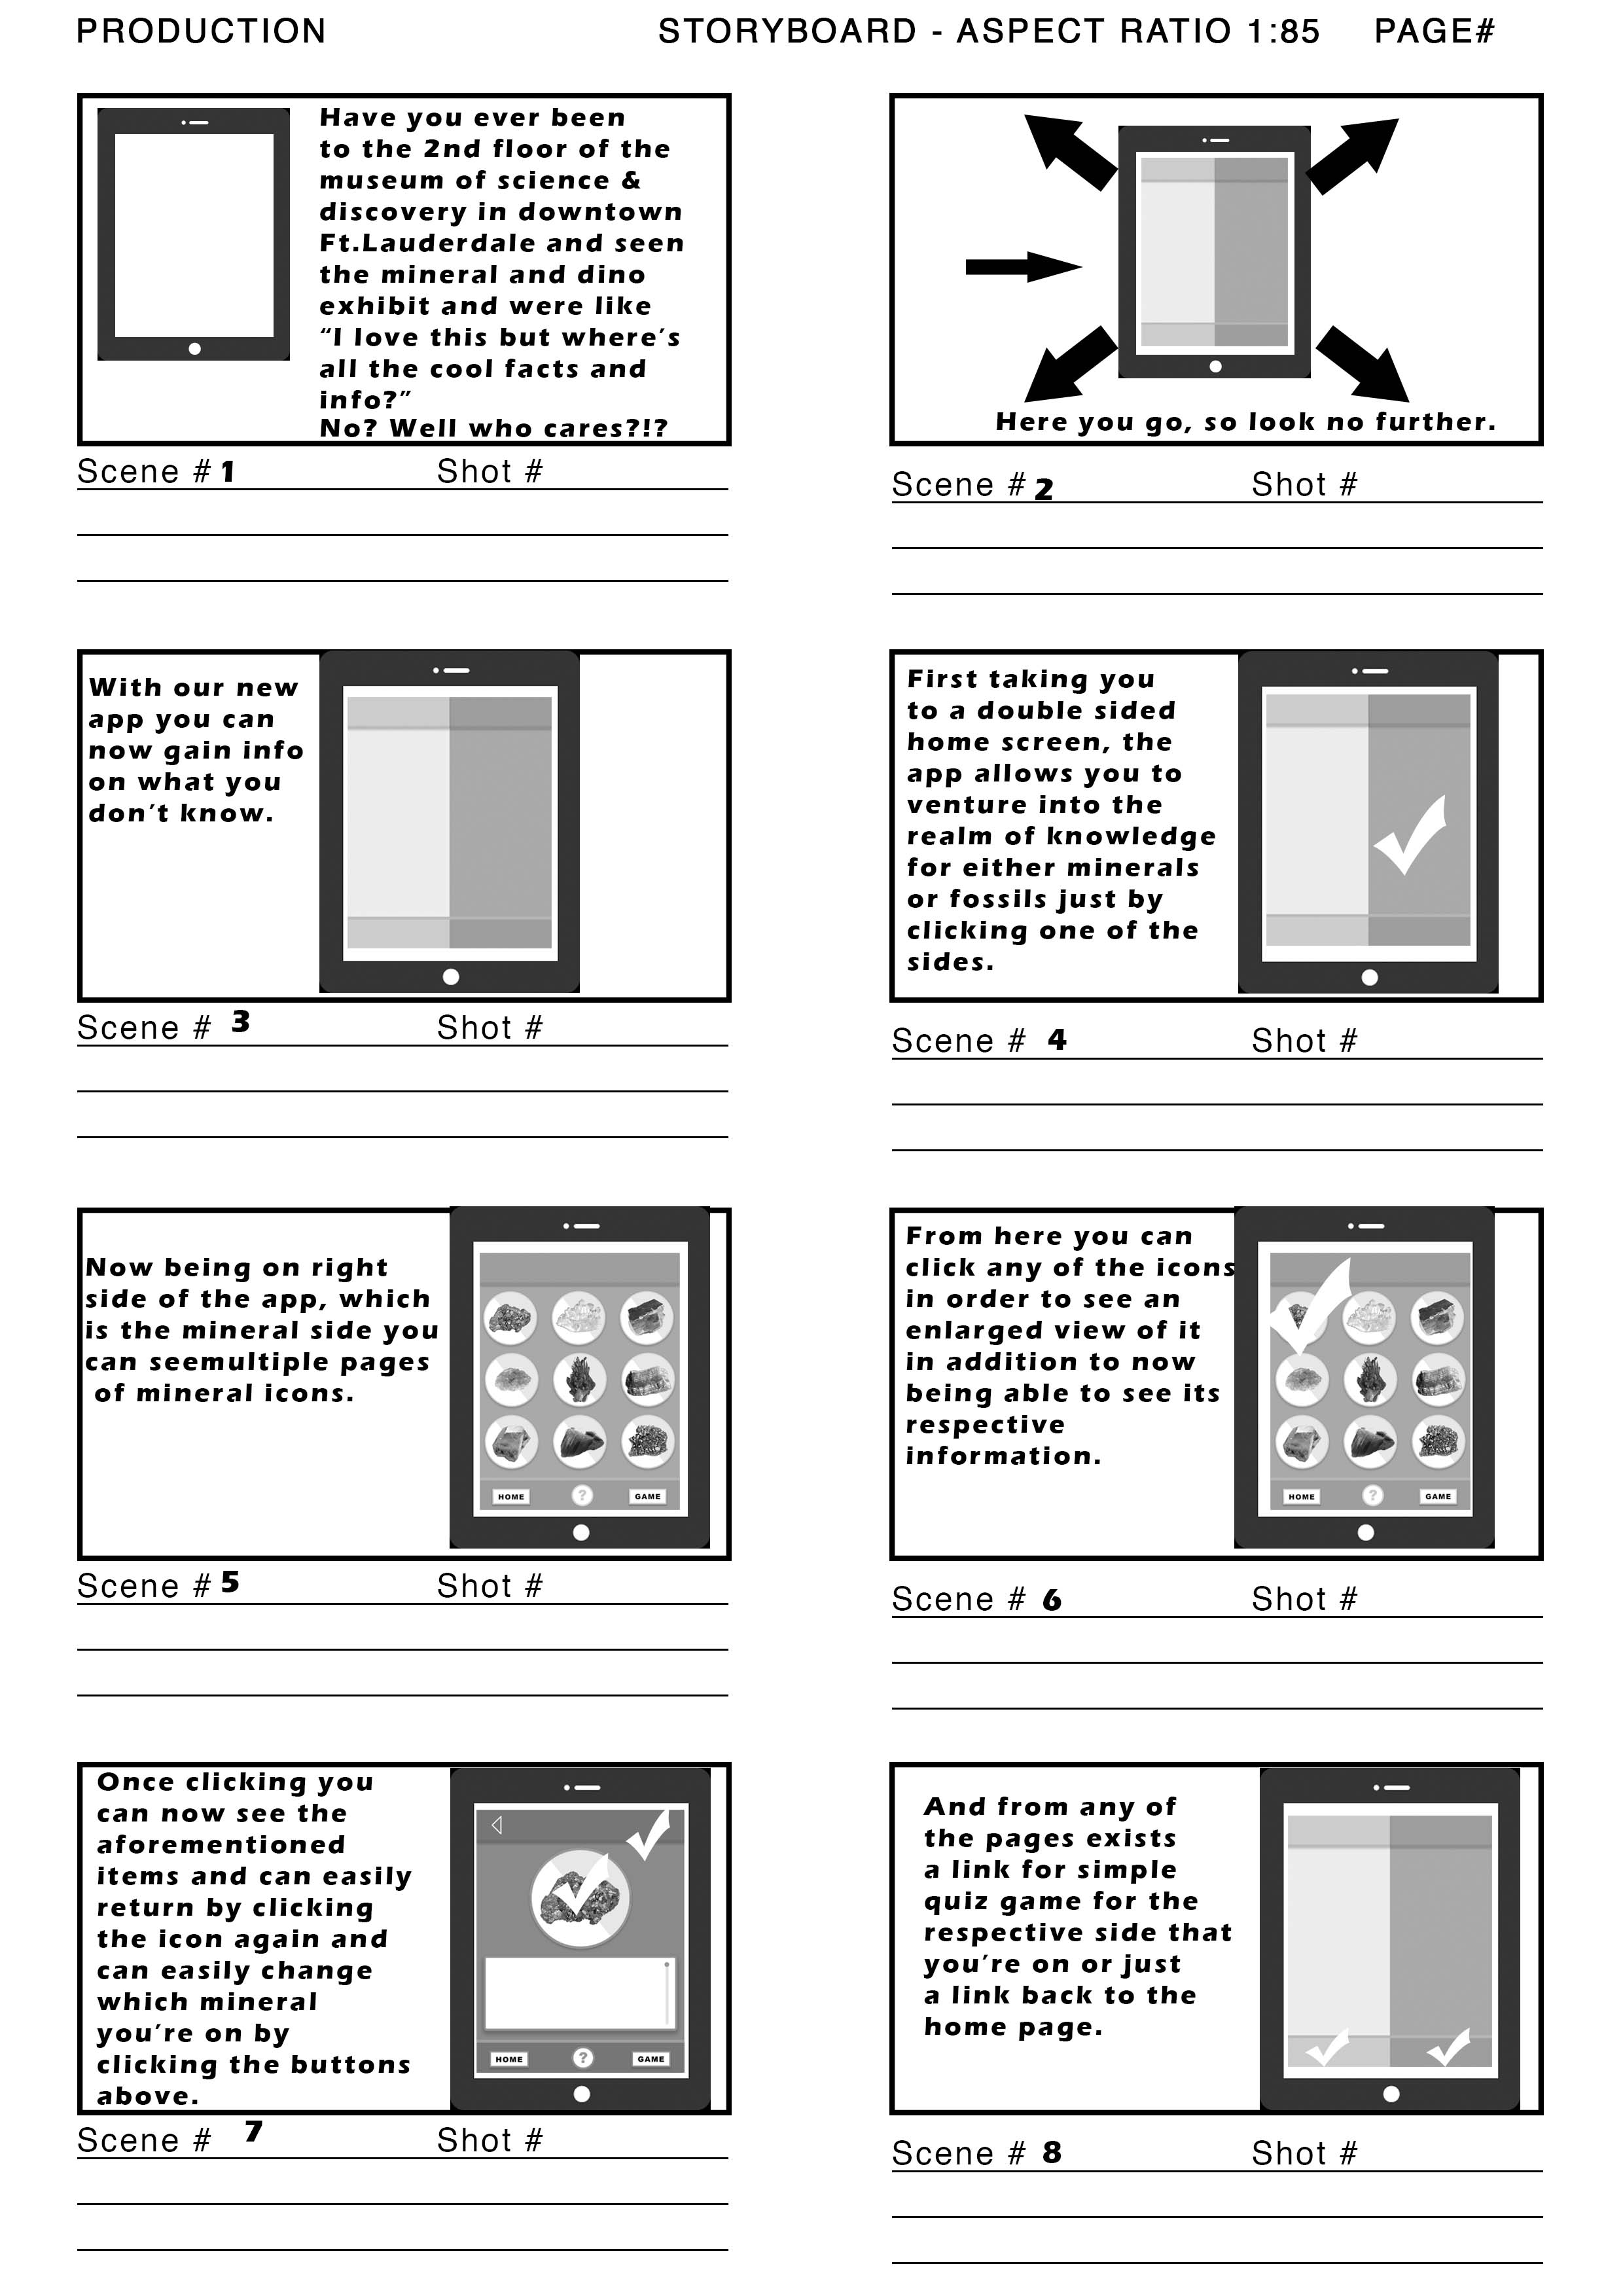 PRODUCTION
STORYBOARD - ASPECT RATIO 1:85
PAGE#
Have you ever been
to the 2nd floor of the
museum of science &
discovery in downtown
Ft.Lauderdale and seen
the mineral and dino
exhibit and were like
“I love this but where’s
all the cool facts and
info?”
No? Well who cares?!?
Scene # 1
Shot #
Here you go, so look no further.
Scene # 2
Shot #
With our new
app you can
now gain info
on what you
don’t know.
Scene # 3
Shot #
First taking you
to a double sided
home screen, the
app allows you to
venture into the
realm of knowledge
for either minerals
or fossils just by
clicking one of the
sides.
Scene # 4
Shot #
Now being on right
side of the app, which
is the mineral side you
can seemultiple pages
of mineral icons.
HOME
?
GAME
Scene # 5
Shot #
From here you can
click any of the icons
in order to see an
enlarged view of it
in addition to now
being able to see its
respective
information.
HOME
?
GAME
Scene # 6
Shot #
Once clicking you
can now see the
aforementioned
items and can easily
return by clicking
the icon again and
can easily change
which mineral
you’re on by
clicking the buttons
above.
HOME
?
GAME
Scene # 7
Shot #
And from any of
the pages exists
a link for simple
quiz game for the
respective side that
you’re on or just
a link back to the
home page.
Scene # 8
Shot #